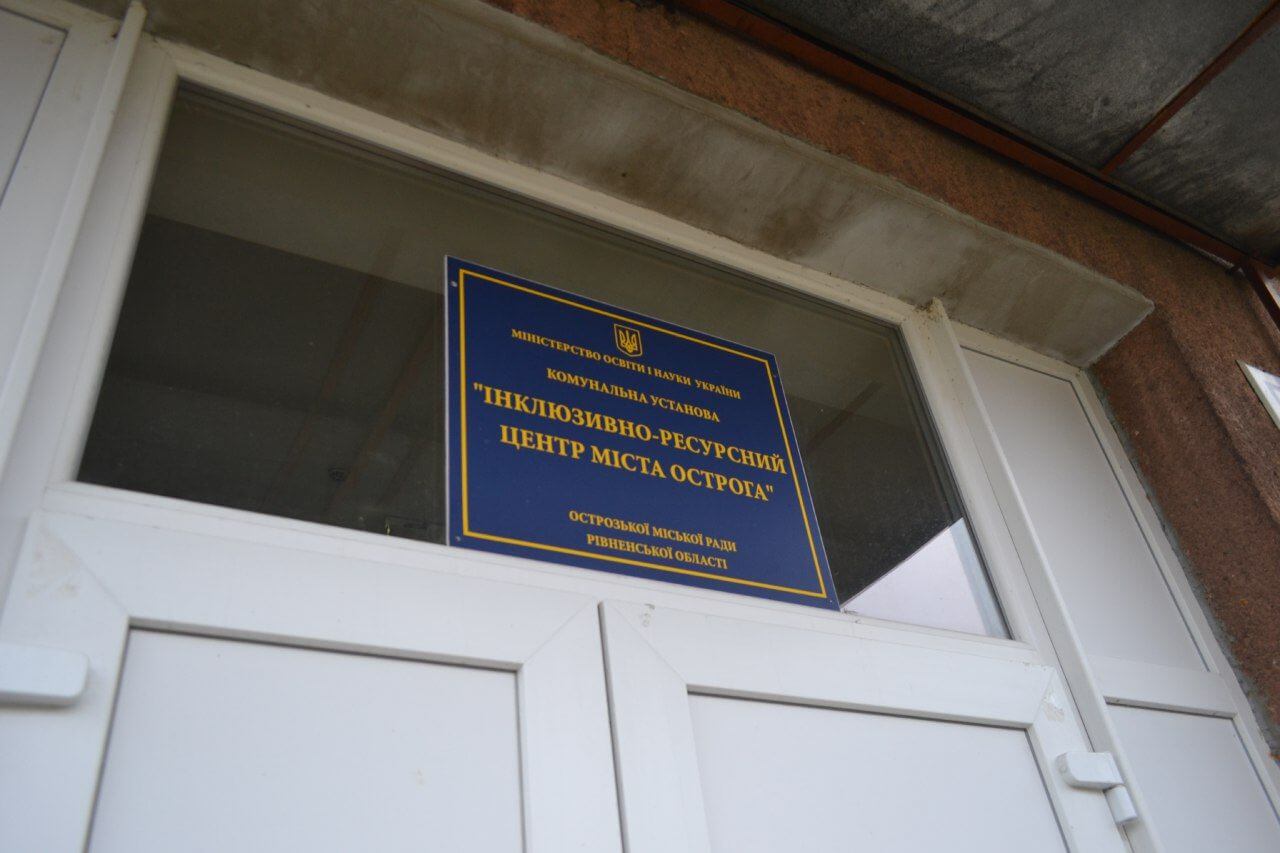 МІНІСТЕРСТВО ОСВІТИ І НАУКИ УКРАЇНИ
КОМУНАЛЬНА УСТАНОВА
"ІНКЛЮЗИВНО-РЕСУРСНИЙ
ЦЕНТР МІСТА ОСТРОГА"
ОСТРОЗЬКОЇ МІСЬКОЇ РАДИ
РІВНЕНСЬКОЇ ОБЛАСТІ